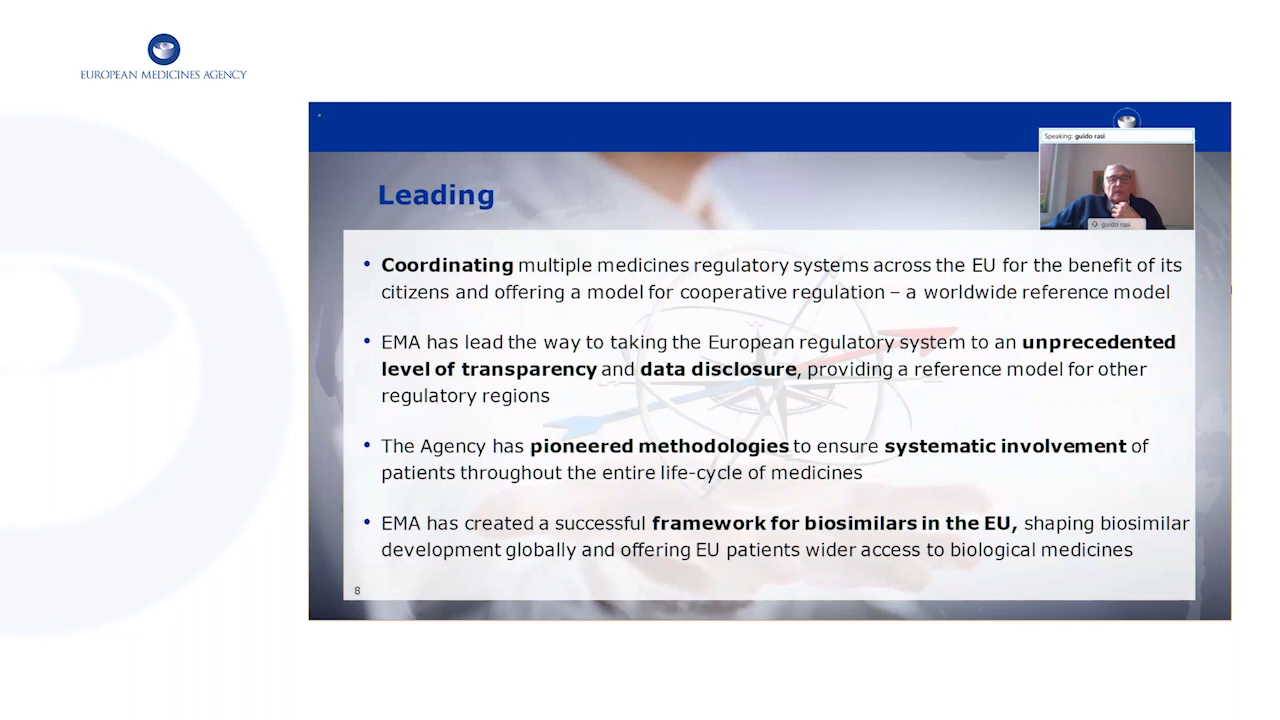 EUROPEAN MEDICINES AGENCY
Speaking: guido rasi
guido rasi
Leading
• Coordinating multiple medicines regulatory systems across the EU for the benefit of its
citizens and offering a model for cooperative regulation – a worldwide reference model
• EMA has lead the way to taking the European regulatory system to an unprecedented
level of transparency and data disclosure, providing a reference model for other
regulatory regions
• The Agency has pioneered methodologies to ensure systematic involvement of
patients throughout the entire life-cycle of medicines
• EMA has created a successful framework for biosimilars in the EU, shaping biosimilar
development globally and offering EU patients wider access to biological medicines
8